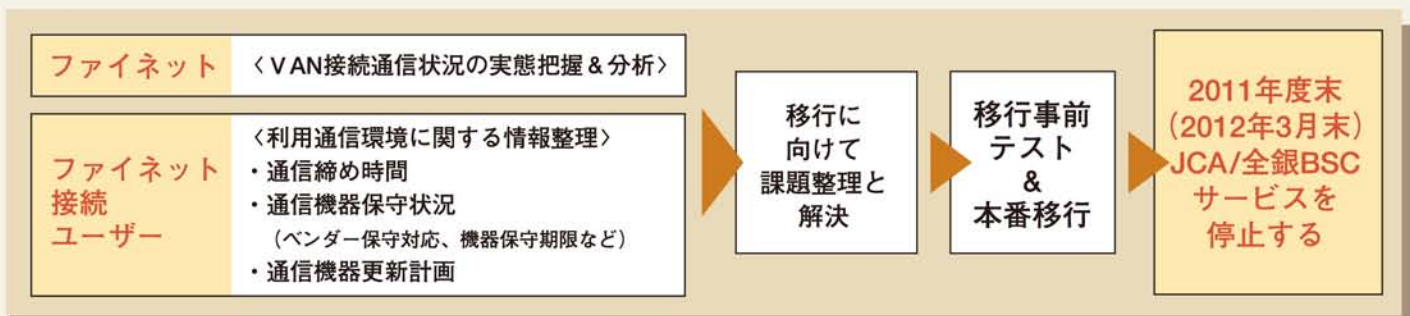 ファイネット
〈VAN接続通信状況の実態把握&分析〉
ファイネット
接続
ユーザー
〈利用通信環境に関する情報整理〉
・通信締め時間
・通信機器保守状況
(ベンダー保守対応、機器保守期限など)
・通信機器更新計画
移行に
向けて
課題整理と
解決
移行事前
テスト
&
本番移行
2011年度末
(2012年3月末)
JCA/全銀BSC
サービスを
停止する